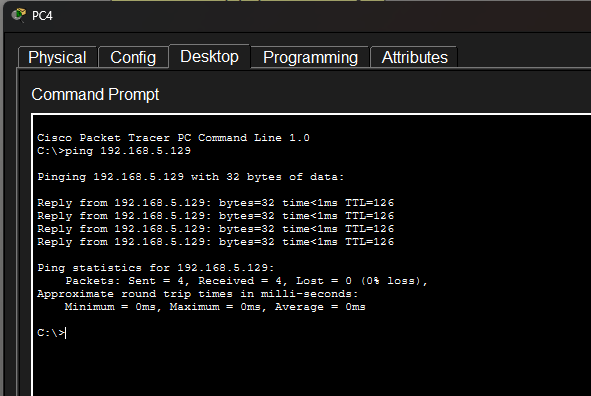 PC4
Physical Config Desktop Programming Attributes
Command Prompt
Cisco Packet Tracer PC Command Line 1.0
C:\>ping 192.168.5.129
Pinging 192.168.5.129 with 32 bytes of data:
Reply from 192.168.5.129: bytes=32 time<1ms TTL=126
Reply from 192.168.5.129: bytes=32 time<1ms TTL=126
Reply from 192.168.5.129: bytes=32 time<1ms TTL=126
Reply from 192.168.5.129: bytes=32 time<1ms TTL=126
Ping statistics for 192.168.5.129:
Packets: Sent = 4, Received = 4, Lost = 0 (0% loss),
Approximate round trip times in milli-seconds:
Minimum = 0ms, Maximum = 0ms, Average = 0ms
C:\>